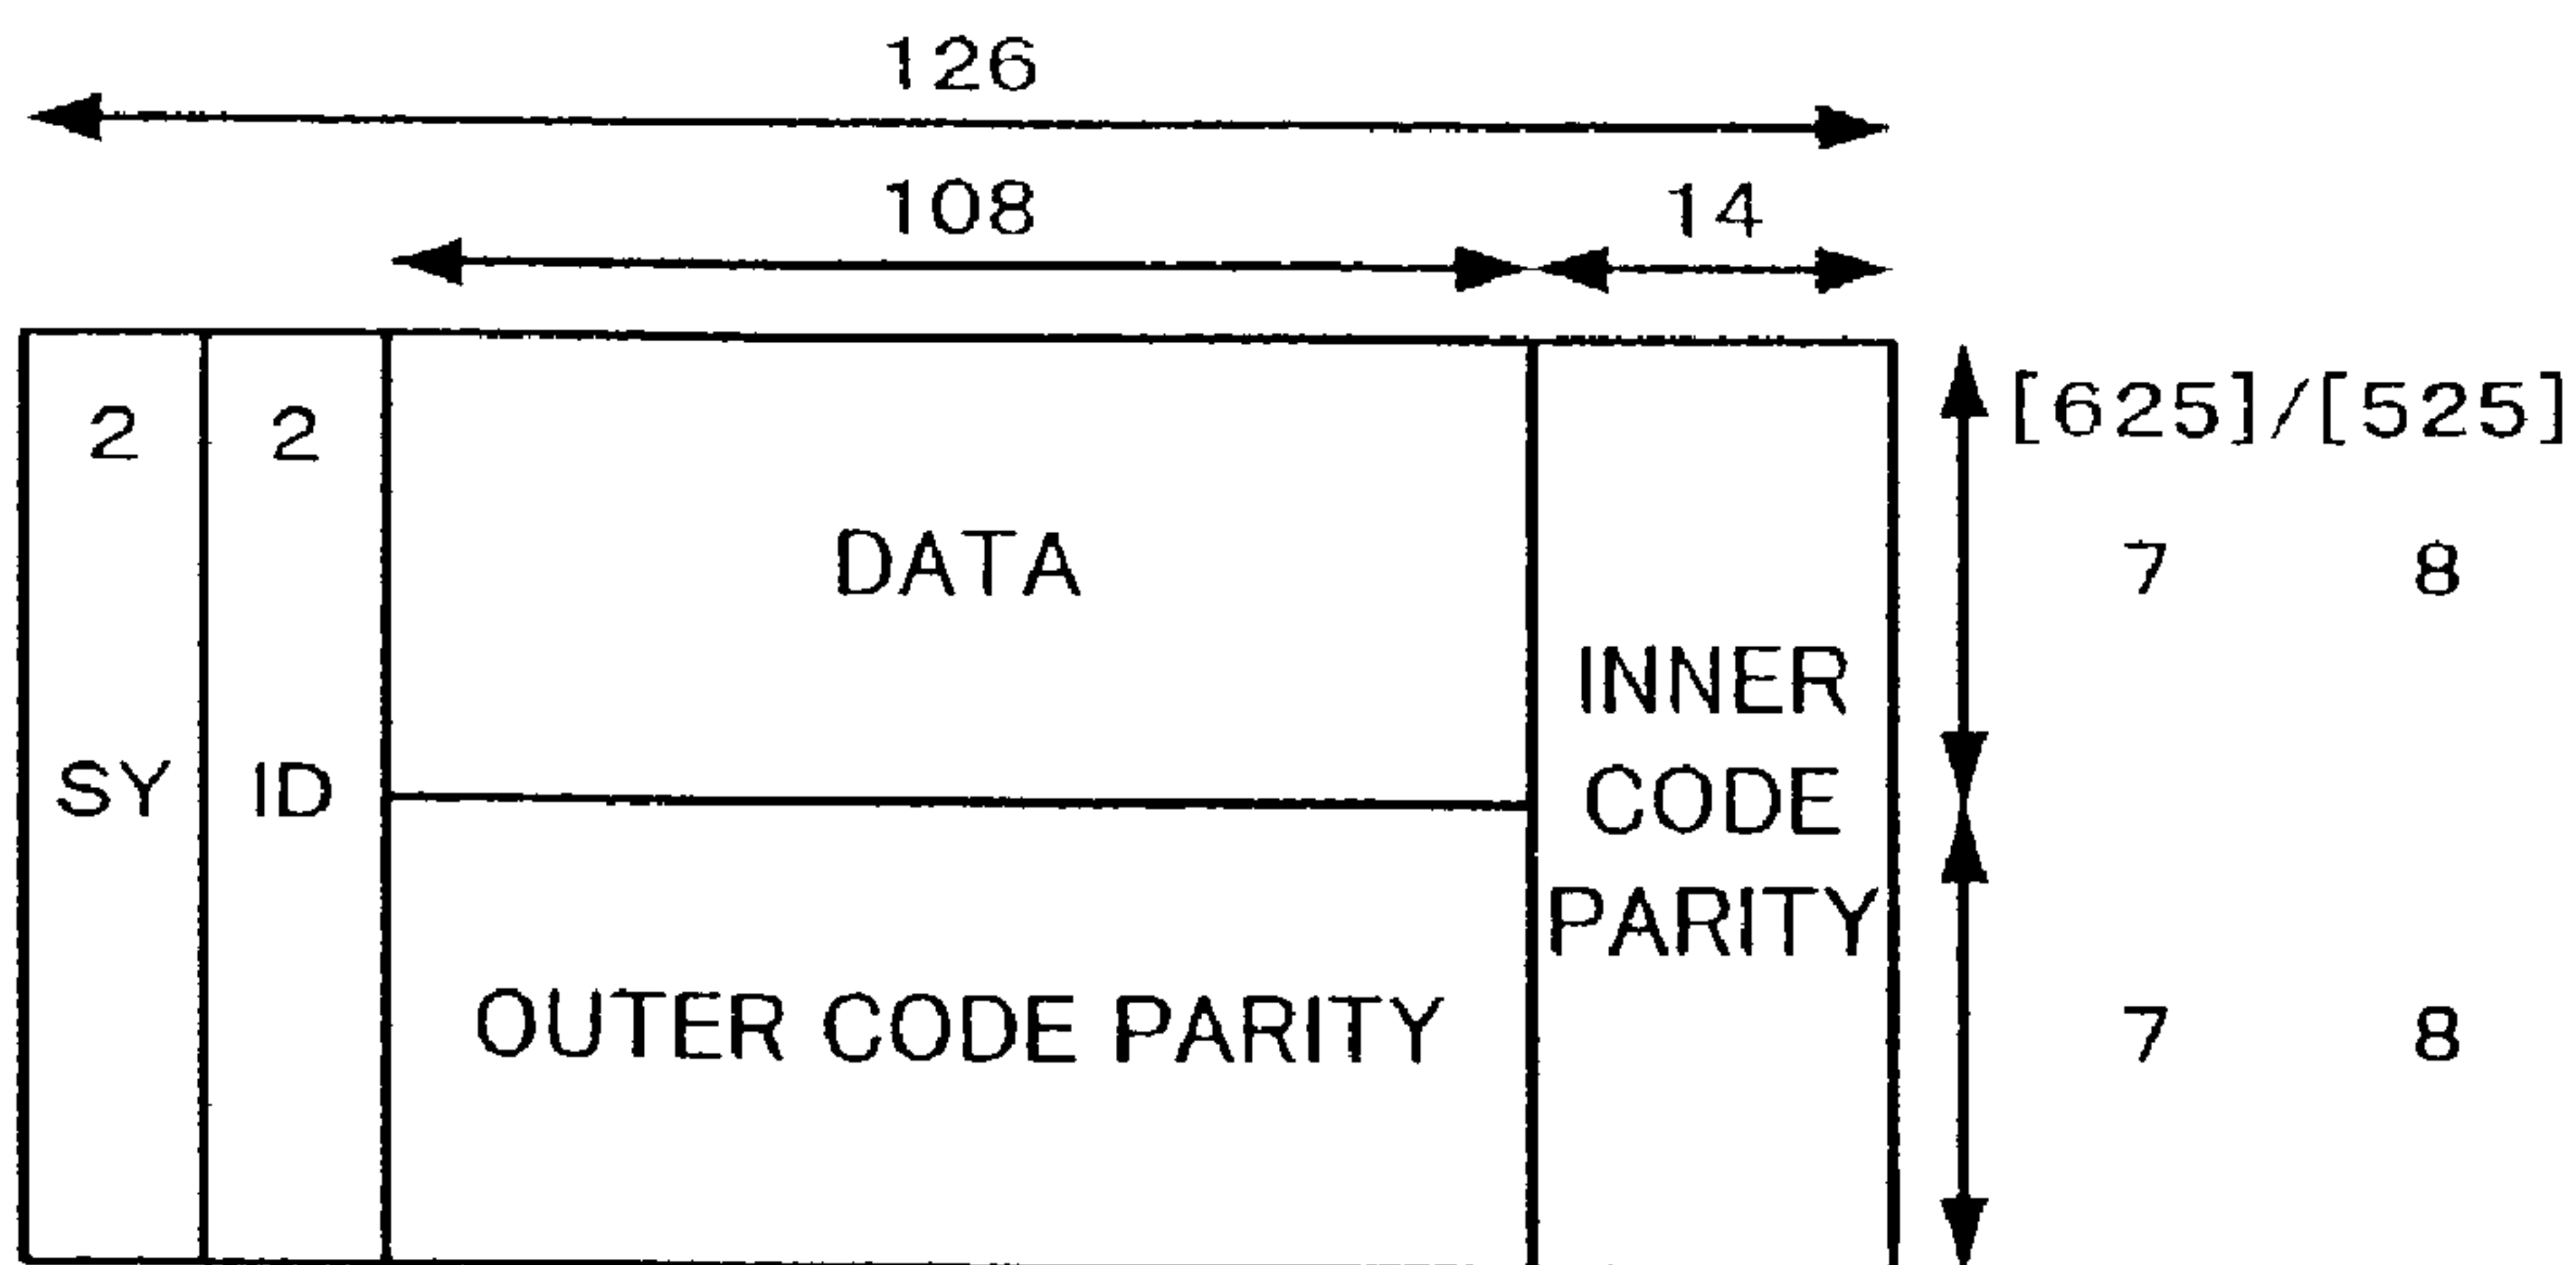 126
108 14
[625]/[525]
2 2
DATA 7 8
INNER
SY ID CODE
PARITY
OUTER CODE PARITY 7 8